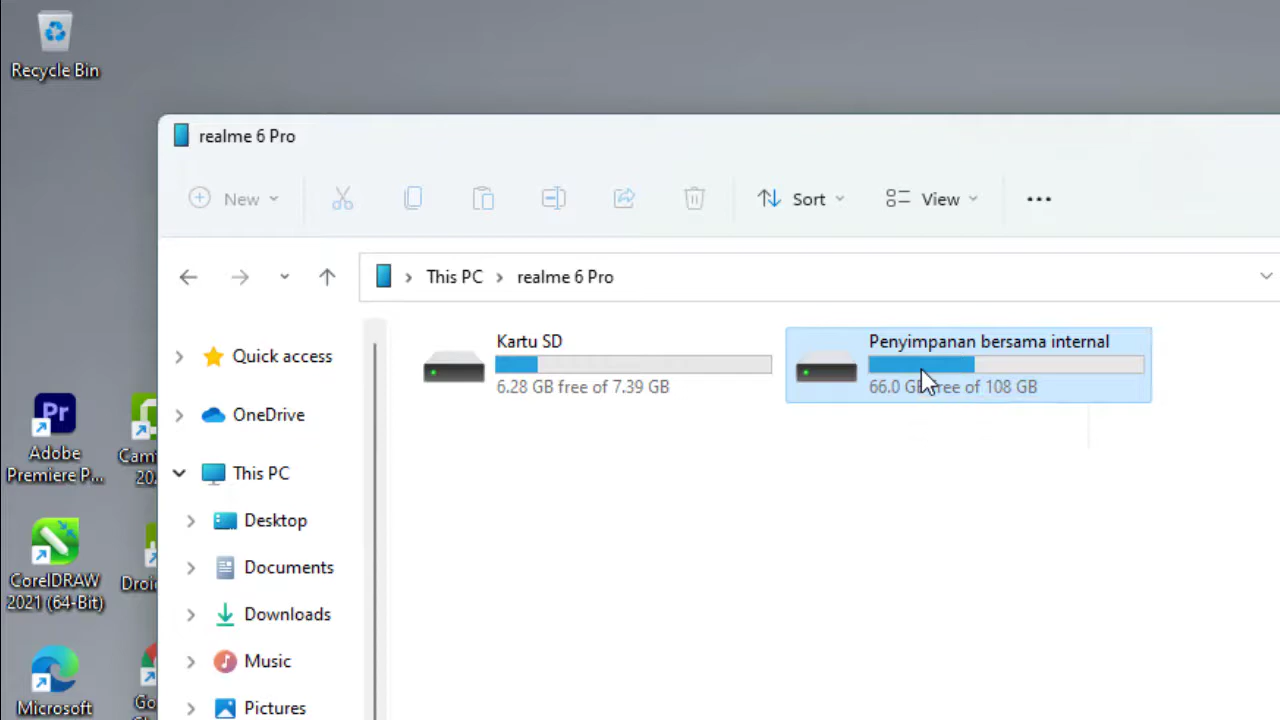 Recycle Bin
realme 6 Pro
New
Sort
View
This PC
realme 6 Pro
Quick access
OneDrive
This PC
Desktop
Documents
Downloads
Music
Pictures
Kartu SD
6.28 GB free of 7.39 GB
Penyimpanan bersama internal
66.0 GB free of 108 GB
Adobe
Premiere P...
CorelDRAW
2021 (64-Bit)
Microsoft